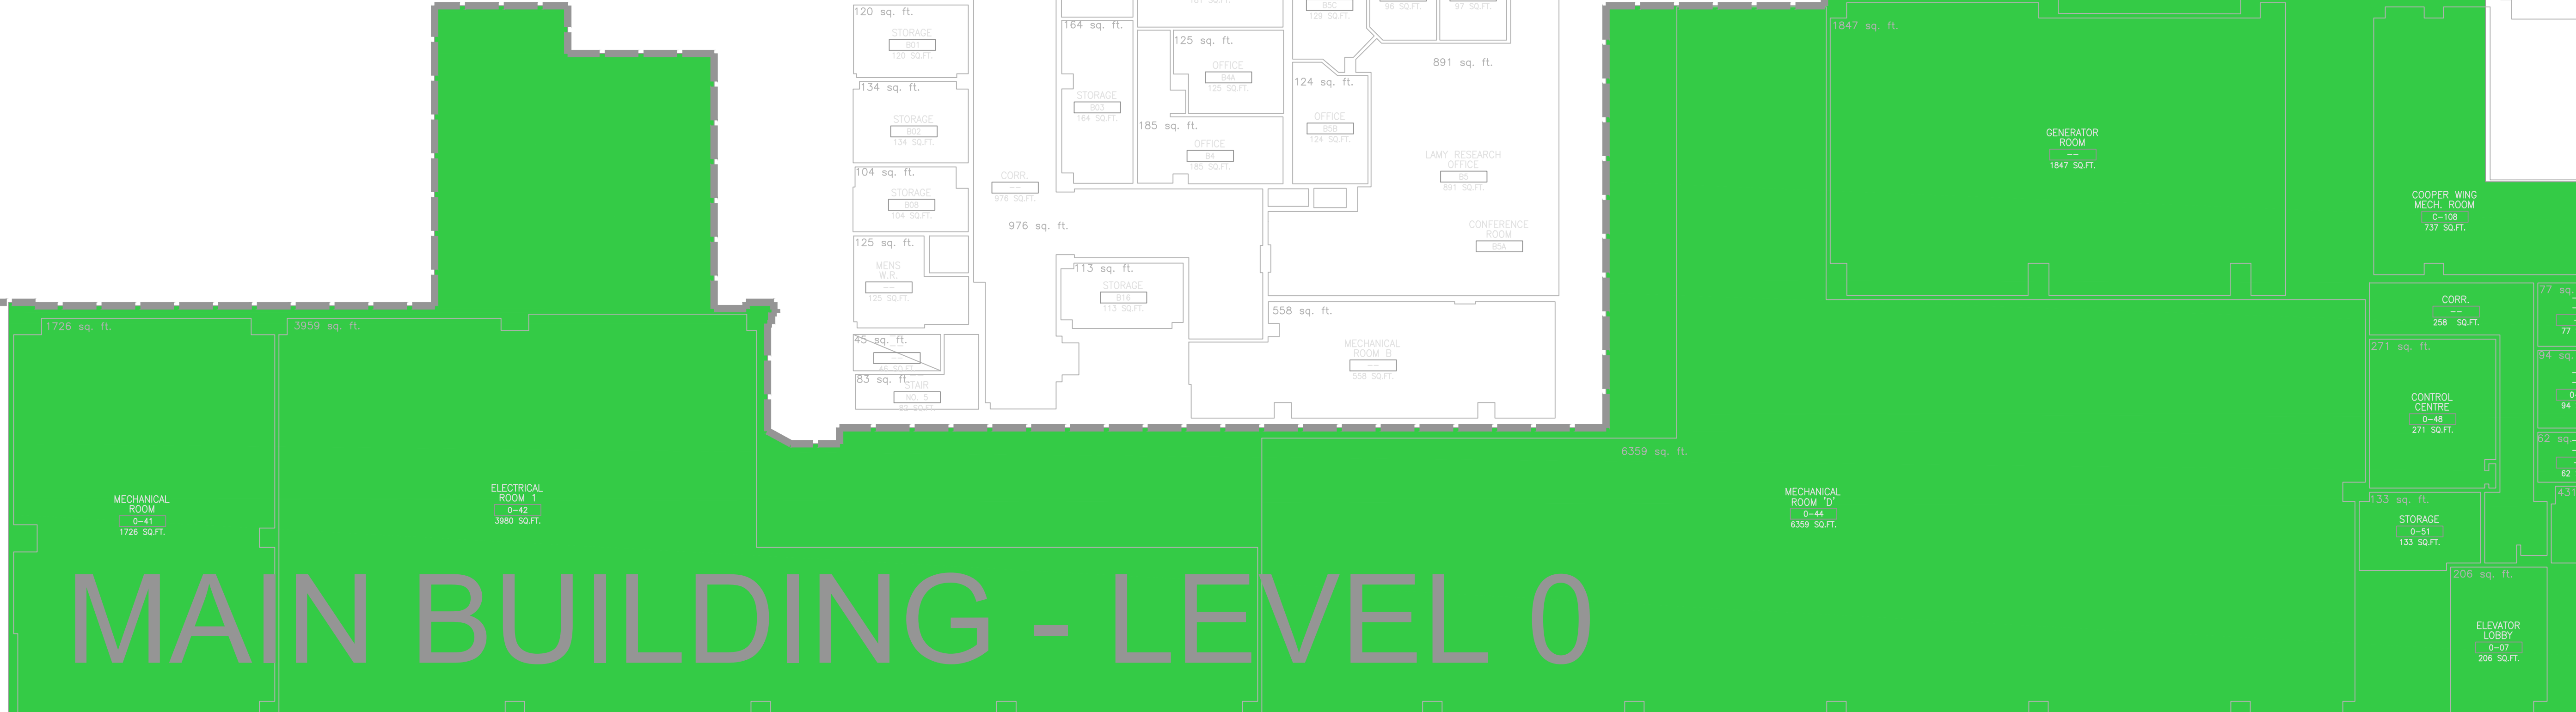 120 sq. ft.
STORAGE
B01
120 SQ.FT.
134 sq. ft.
STORAGE
B02
134 SQ.FT.
104 sq. ft.
STORAGE
B08
104 SQ.FT.
125 sq. ft.
MENS
W.R.
--
125 SQ.FT.
45 sq. ft.
--
46 SQ.FT.
83 sq. ft.
STAIR
NO. 5
CORR.
--
976 SQ.FT.
976 sq. ft.
164 sq. ft.
STORAGE
B03
164 SQ.FT.
125 sq. ft.
OFFICE
B4A
125 SQ.FT.
185 sq. ft.
OFFICE
B4
185 SQ.FT.
113 sq. ft.
STORAGE
B16
113 SQ.FT.
B5C
129 SQ.FT.
96 SQ.FT.
97 SQ.FT.
124 sq. ft.
OFFICE
B5B
124 SQ.FT.
891 sq. ft.
LAMY RESEARCH
OFFICE
B5
891 SQ.FT.
CONFERENCE
ROOM
B5A
558 sq. ft.
MECHANICAL
ROOM B
--
558 SQ.FT.
1847 sq. ft.
GENERATOR
ROOM
--
1847 SQ.FT.
COOPER WING
MECH. ROOM
C-108
737 SQ.FT.
CORR.
--
258 SQ.FT.
77 sq.
77
271 sq. ft.
CONTROL
CENTRE
0-48
271 SQ.FT.
94 sq.
94
62 sq.
62
431
133 sq. ft.
STORAGE
0-51
133 SQ.FT.
206 sq. ft.
ELEVATOR
LOBBY
0-07
206 SQ.FT.
1726 sq. ft.
MECHANICAL
ROOM
0-41
1726 SQ.FT.
3959 sq. ft.
ELECTRICAL
ROOM 1
0-42
3980 SQ.FT.
6359 sq. ft.
MECHANICAL
ROOM 'D'
0-44
6359 SQ.FT.
MAIN BUILDING - LEVEL 0